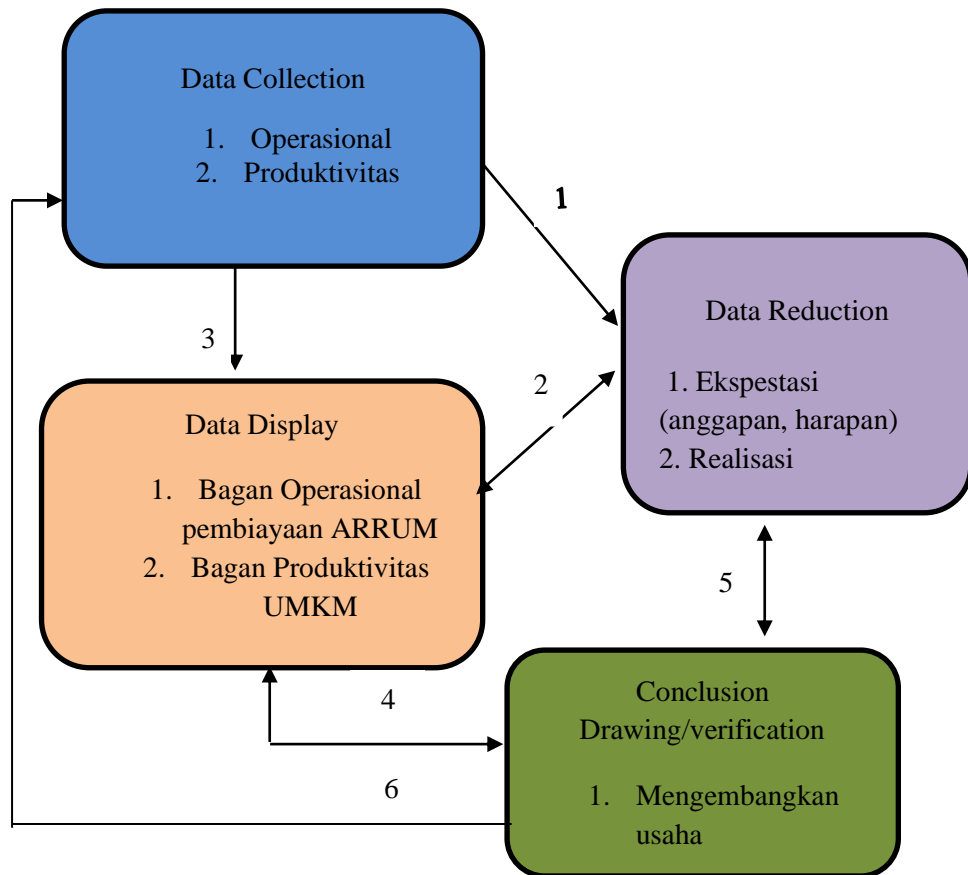 Data Collection
1. Operasional
2. Produktivitas
1
Data Reduction
1. Ekspestasi
(anggapan, harapan)
2. Realisasi
3
2
Data Display
1. Bagan Operasional
pembiayaan ARRUM
2. Bagan Produktivitas
UMKM
5
4
Conclusion
Drawing/verification
1. Mengembangkan
usaha
6